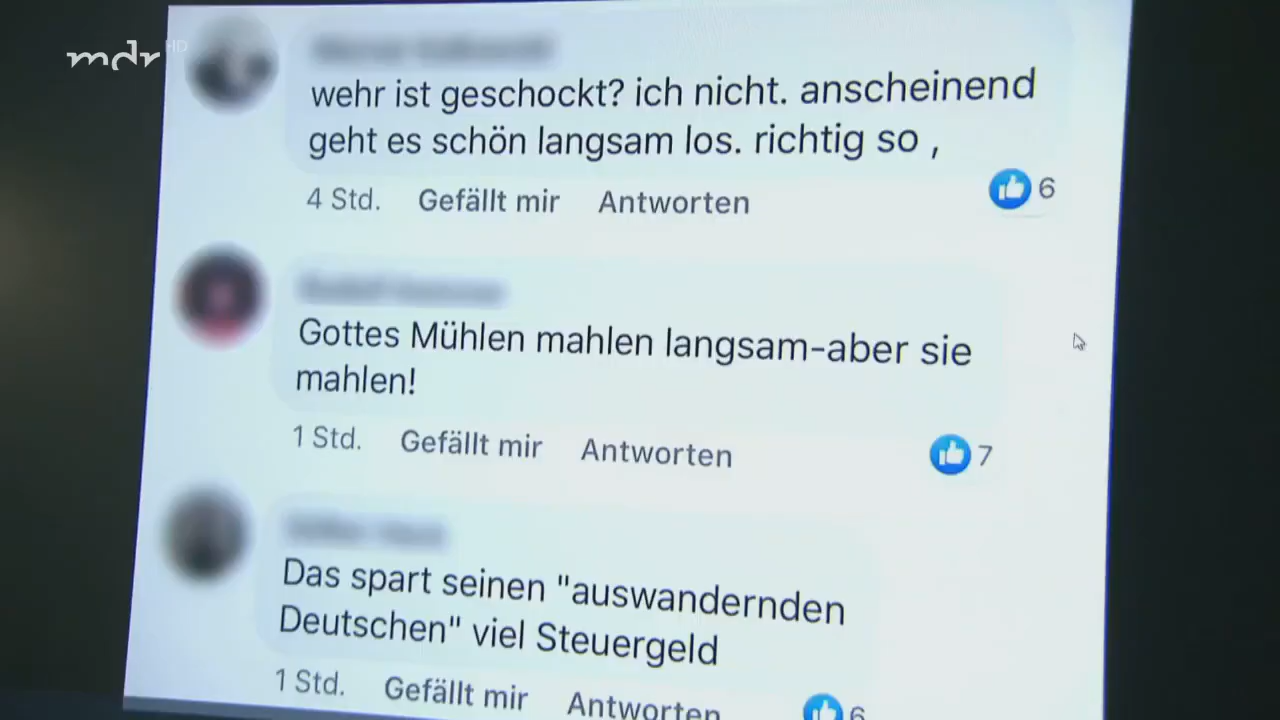 mdr HD
wehr ist geschockt? ich nicht. anscheinend
geht es schön langsam los. richtig so ,
4 Std. Gefällt mir Antworten 6
Gottes Mühlen mahlen langsam-aber sie
mahlen!
1 Std. Gefällt mir Antworten 7
Das spart seinen "auswandernden
Deutschen" viel Steuergeld
1 Std. Gefällt mir Antworten 6